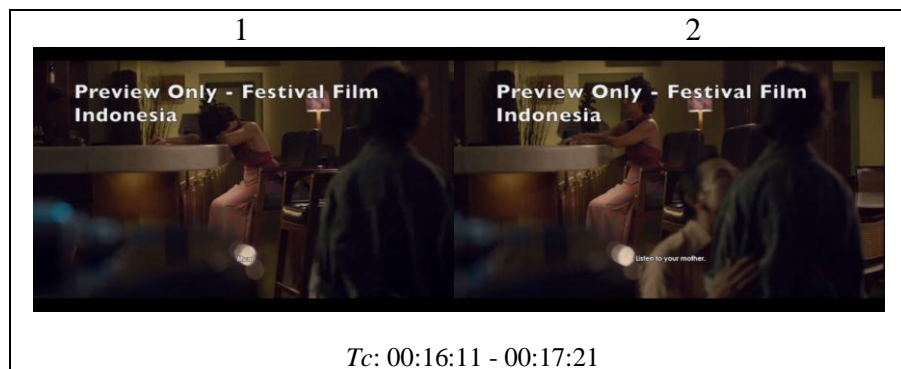 1
2
Preview Only - Festival Film
Indonesia
Preview Only - Festival Film
Indonesia
Listen to your mother.
Tc: 00:16:11 - 00:17:21